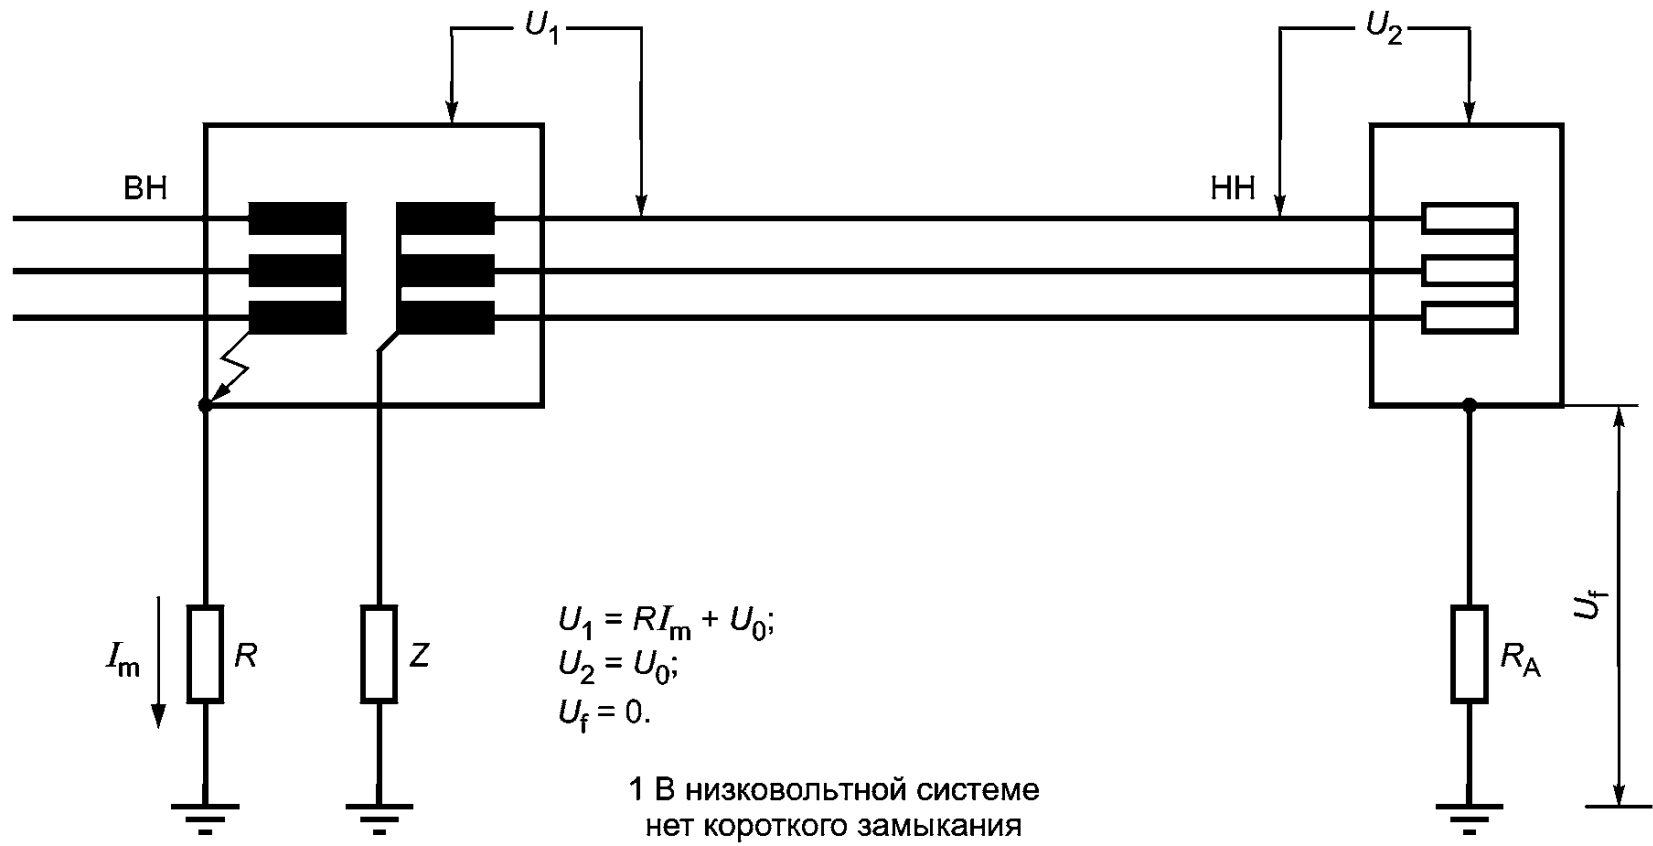 U1
U2
ВН
НН
U1 = RIm + U0;
U2 = U0;
Uf = 0.
Im
R
Z
RA
Uf
1 В низковольтной системе
нет короткого замыкания